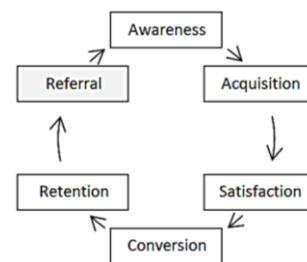 Awareness
Referral
Acquisition
Retention
Satisfaction
Conversion